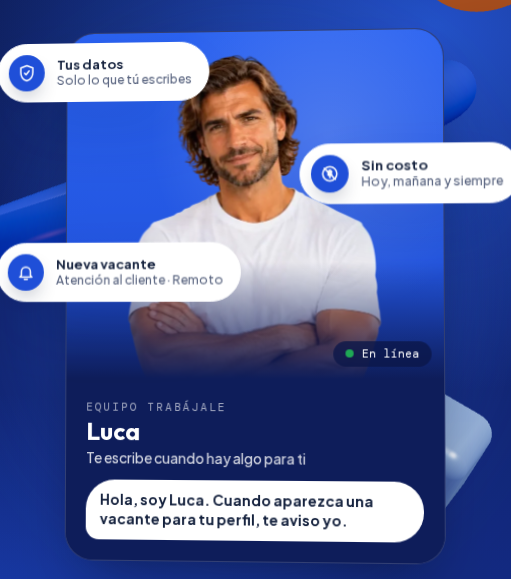 Tus datos
Solo lo que tú escribes
Sin costo
Hoy, mañana y siempre
Nueva vacante
Atención al cliente · Remoto
En línea
EQUIPO TRABÁJALE
Luca
Te escribe cuando hay algo para ti
Hola, soy Luca. Cuando aparezca una
vacante para tu perfil, te aviso yo.